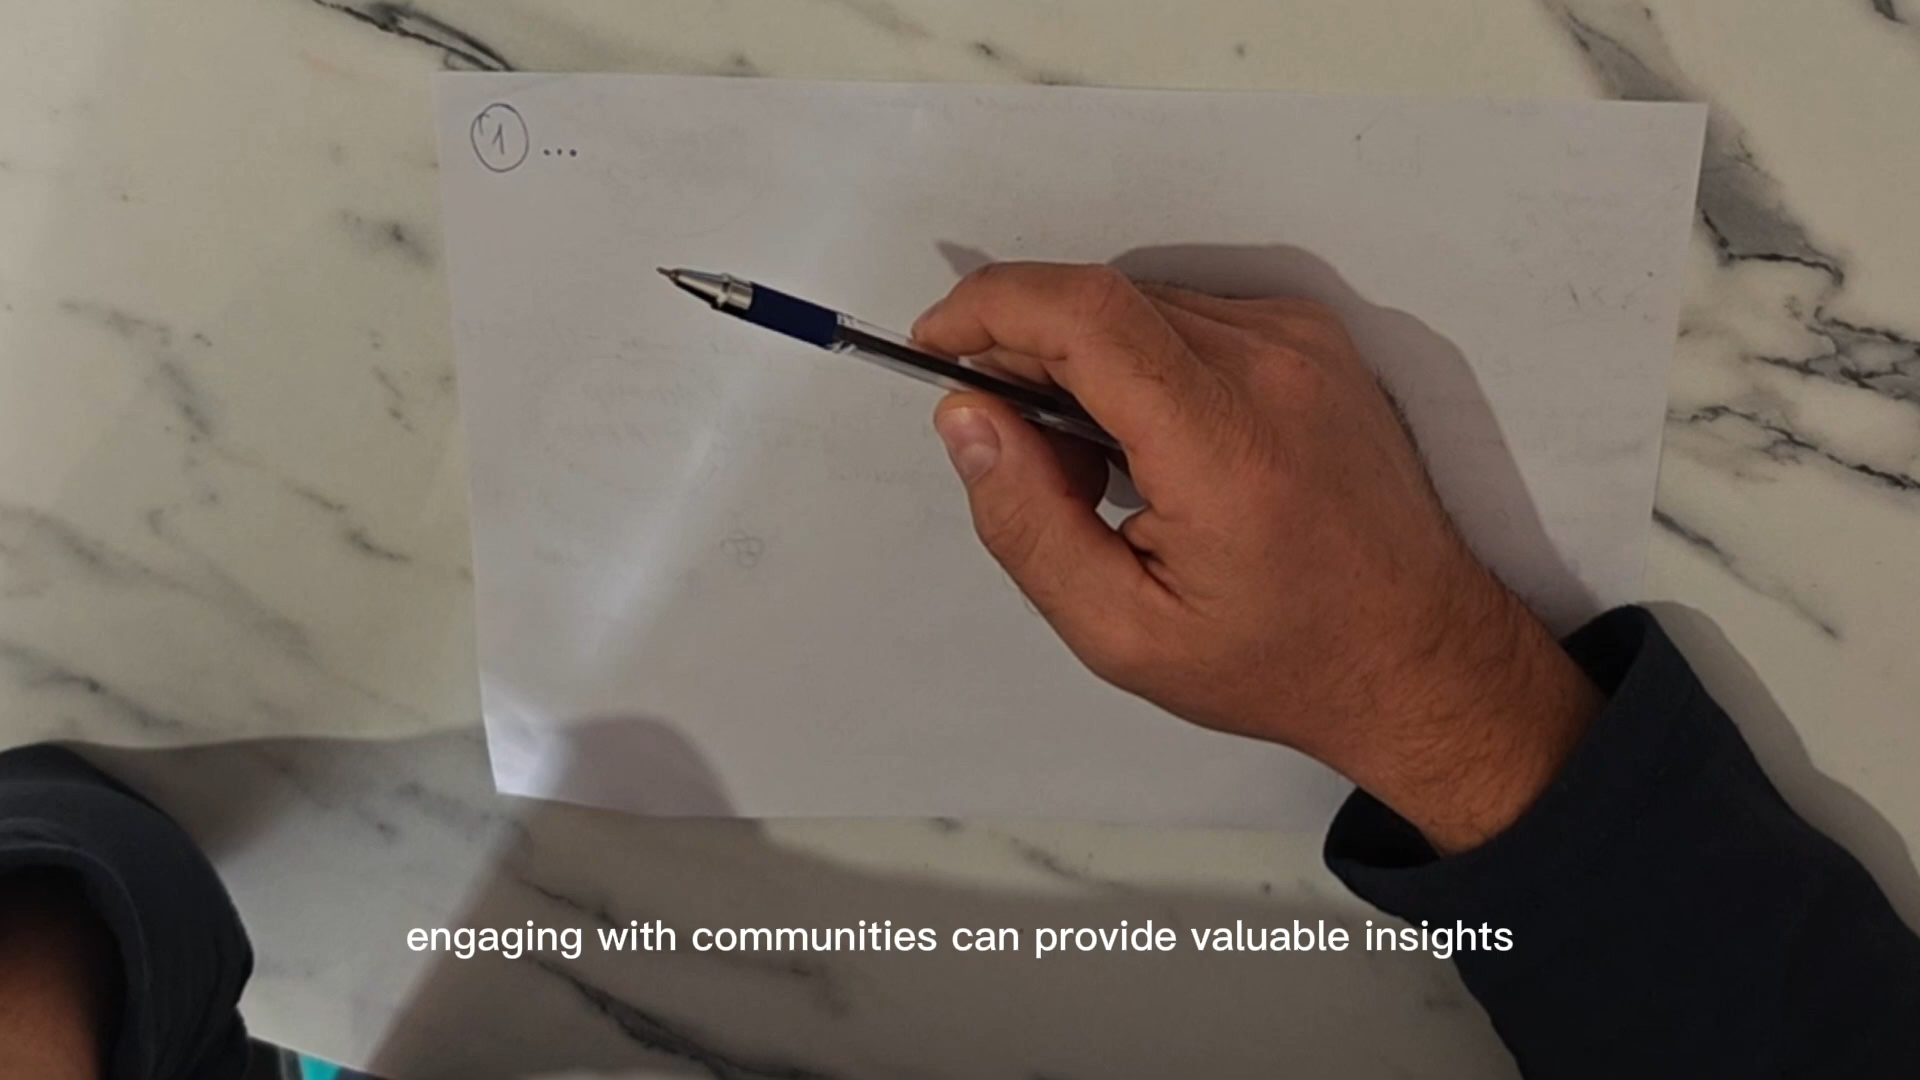 1 ...
engaging with communities can provide valuable insights